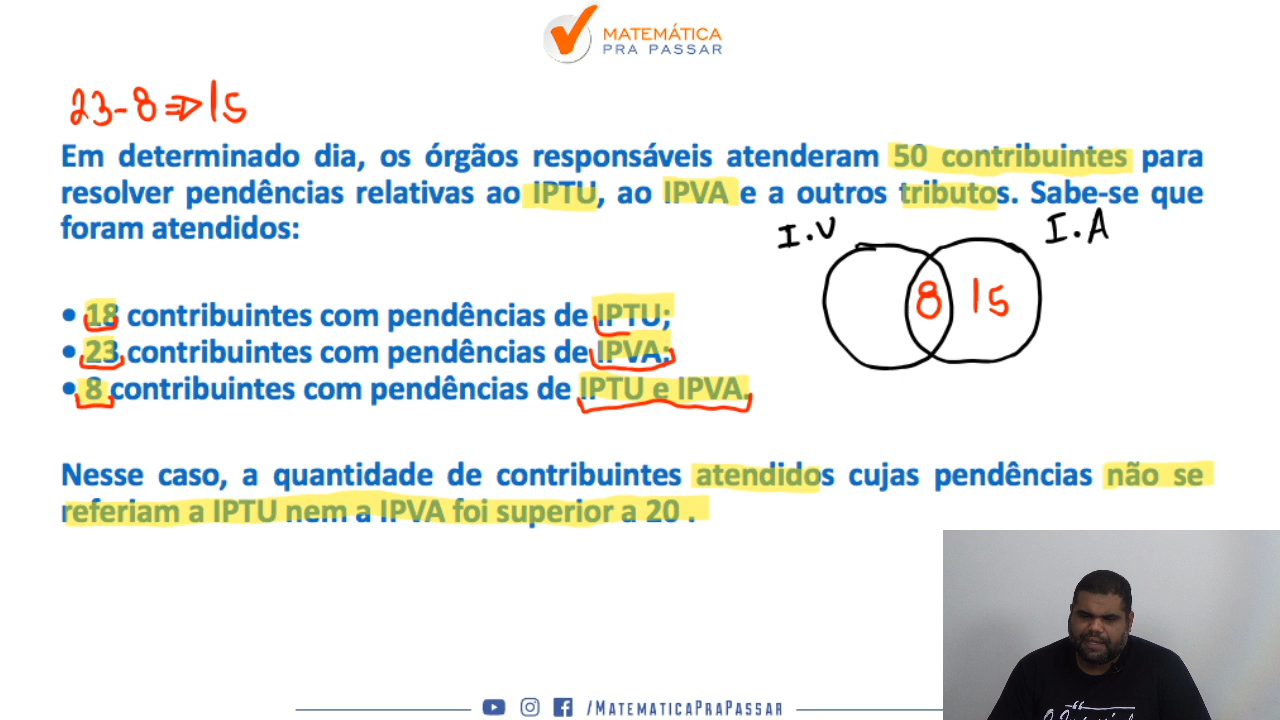 MATEMÁTICA
PRA PASSAR
23-8⇒15
Em determinado dia, os órgãos responsáveis atenderam 50 contribuintes para
resolver pendências relativas ao IPTU, ao IPVA e a outros tributos. Sabe-se que
foram atendidos:
I.U
I.A
8 15
• 18 contribuintes com pendências de IPTU;
• 23 contribuintes com pendências de IPVA;
• 8 contribuintes com pendências de IPTU e IPVA.
Nesse caso, a quantidade de contribuintes atendidos cujas pendências não se
referiam a IPTU nem a IPVA foi superior a 20 .
/MATEMATICAPRAPASSAR